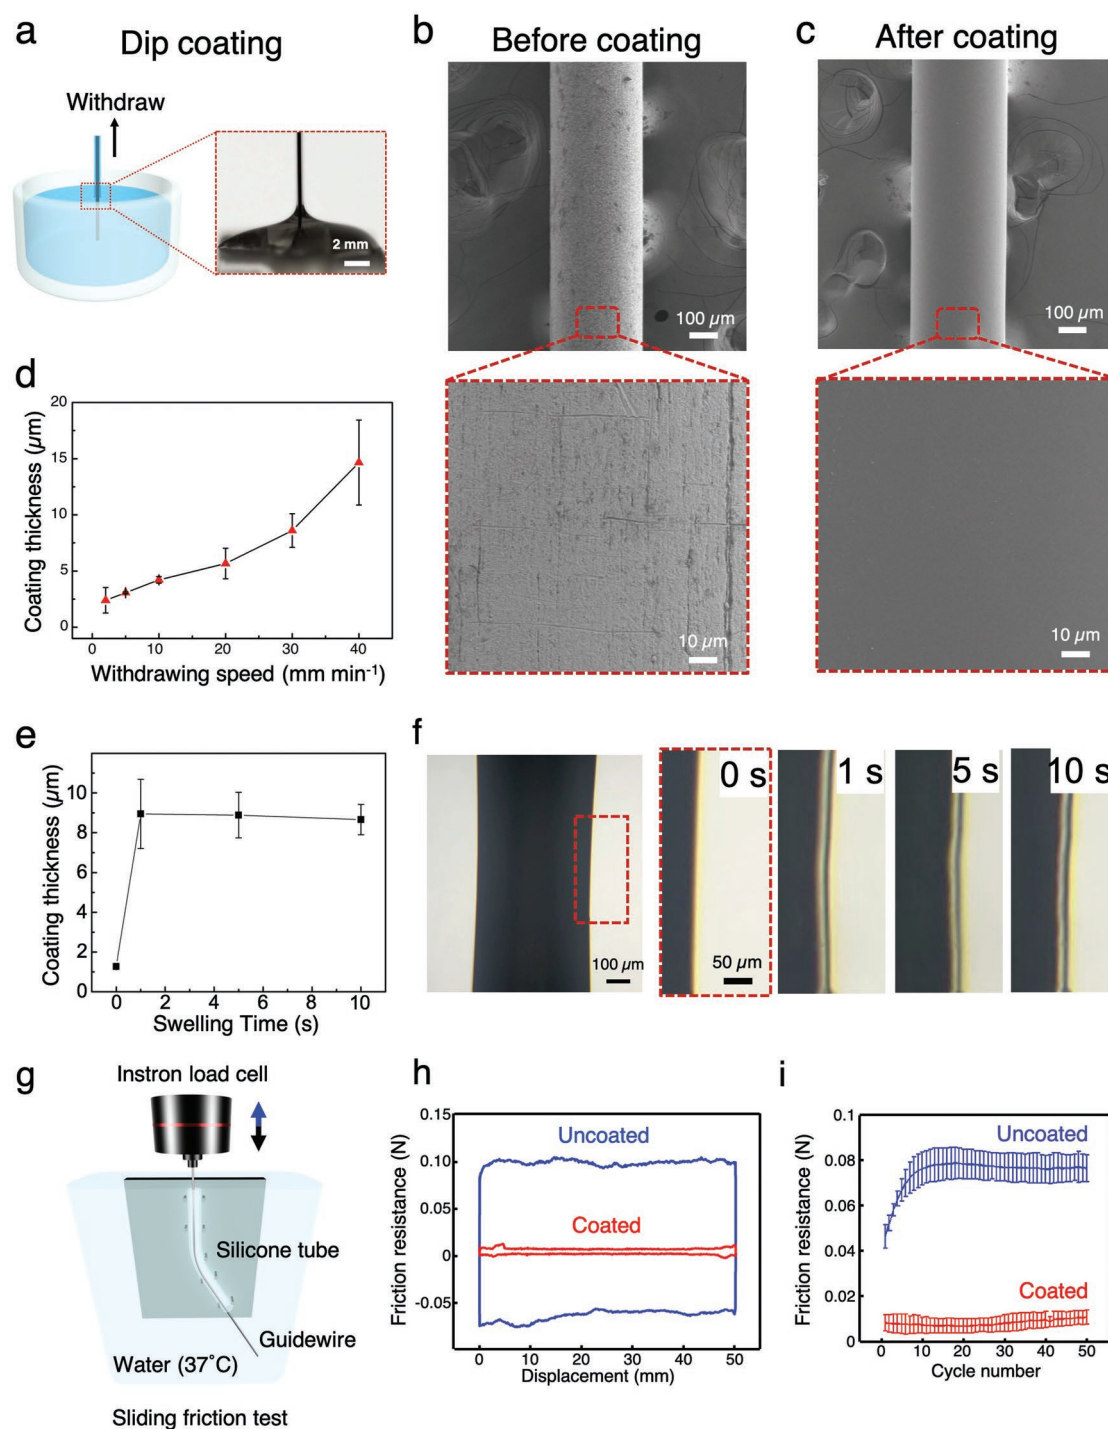 a
Dip coating
Withdraw
2 mm
b
Before coating
100 µm
10 µm
c
After coating
100 µm
10 µm
d
Coating thickness (µm)
20
15
10
5
0
0
10
20
30
40
Withdrawing speed (mm min-1)
e
Coating thickness (µm)
10
8
6
4
2
0
0
2
4
6
8
10
Swelling Time (s)
f
100 µm
0 s
50 µm
1 s
5 s
10 s
g
Instron load cell
Silicone tube
Guidewire
Water (37˚C)
Sliding friction test
h
Friction resistance (N)
0.15
0.10
0.05
0
-0.05
Uncoated
Coated
0
10
20
30
40
50
Displacement (mm)
i
Friction resistance (N)
0.1
0.08
0.06
0.04
0.02
0
Uncoated
Coated
0
10
20
30
40
50
Cycle number